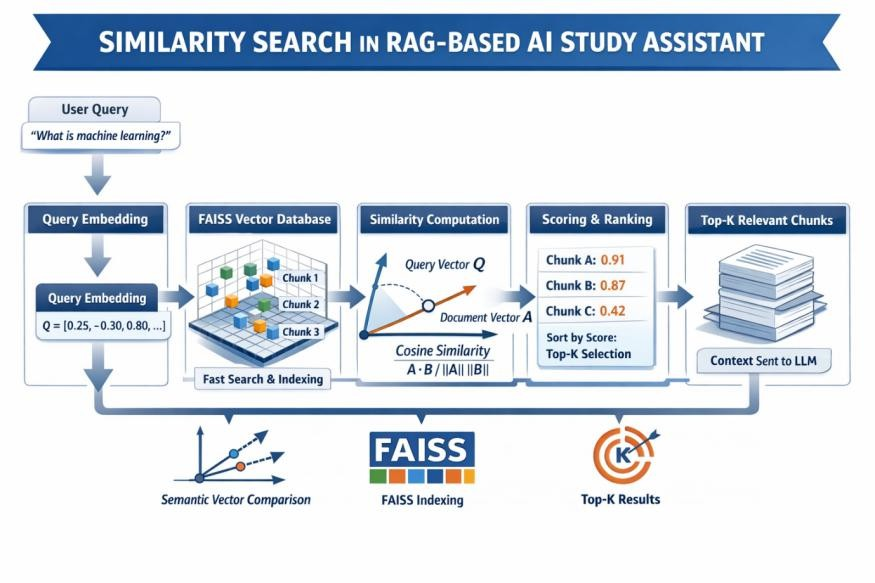 SIMILARITY SEARCH IN RAG-BASED AI STUDY ASSISTANT
User Query
"What is machine learning?"
Query Embedding
Query Embedding
Q = [0.25, -0.30, 0.80, ...]
FAISS Vector Database
Chunk 1
Chunk 2
Chunk 3
Fast Search & Indexing
Similarity Computation
Query Vector Q
Document Vector A
Cosine Similarity
A · B / ||A|| ||B||
Scoring & Ranking
Chunk A: 0.91
Chunk B: 0.87
Chunk C: 0.42
Sort by Score:
Top-K Selection
Top-K Relevant Chunks
Context Sent to LLM
Semantic Vector Comparison
FAISS
FAISS Indexing
K
Top-K Results